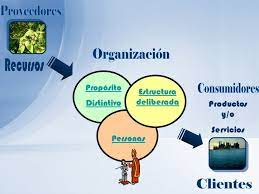 Proveedores
Recursos
Organización
Propósito
Distintivo
Estructura
deliberada
Personas
Consumidores
Productos
y/o
Servicios
Clientes